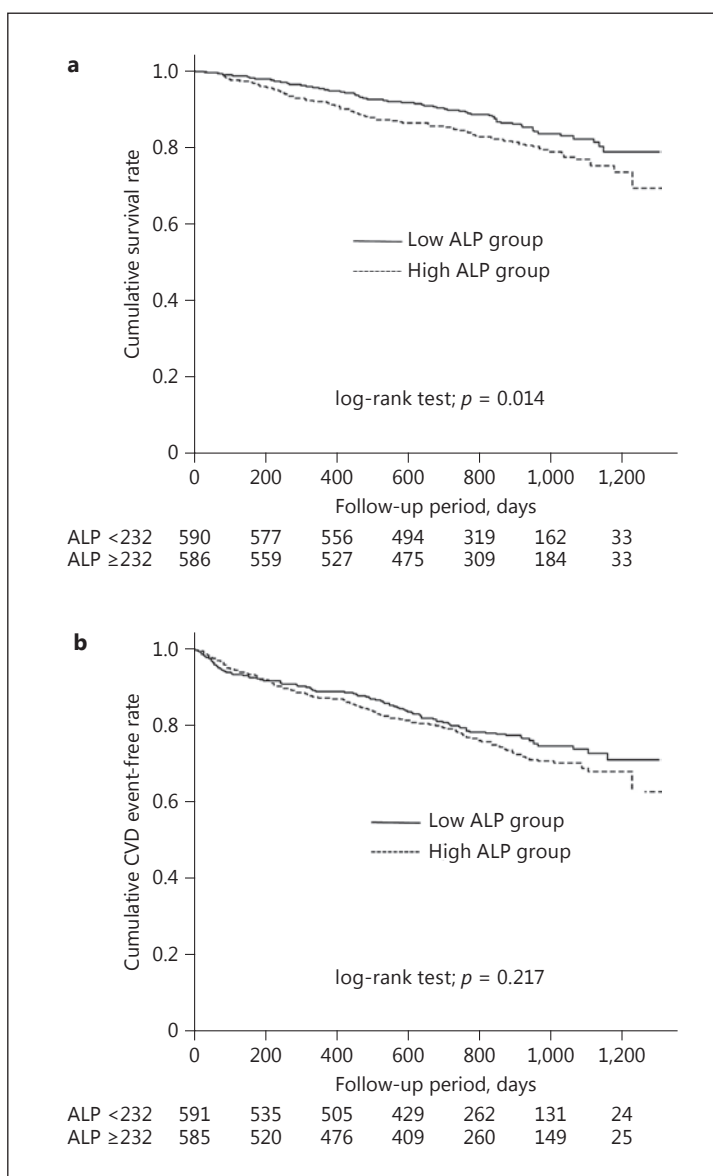 a
1.0
0.8
0.6
0.4
0.2
0
Cumulative survival rate
Low ALP group
High ALP group
log-rank test; p = 0.014
0 200 400 600 800 1,000 1,200
Follow-up period, days
ALP <232 590 577 556 494 319 162 33
ALP ≥232 586 559 527 475 309 184 33
b
1.0
0.8
0.6
0.4
0.2
0
Cumulative CVD event-free rate
Low ALP group
High ALP group
log-rank test; p = 0.217
0 200 400 600 800 1,000 1,200
Follow-up period, days
ALP <232 591 535 505 429 262 131 24
ALP ≥232 585 520 476 409 260 149 25